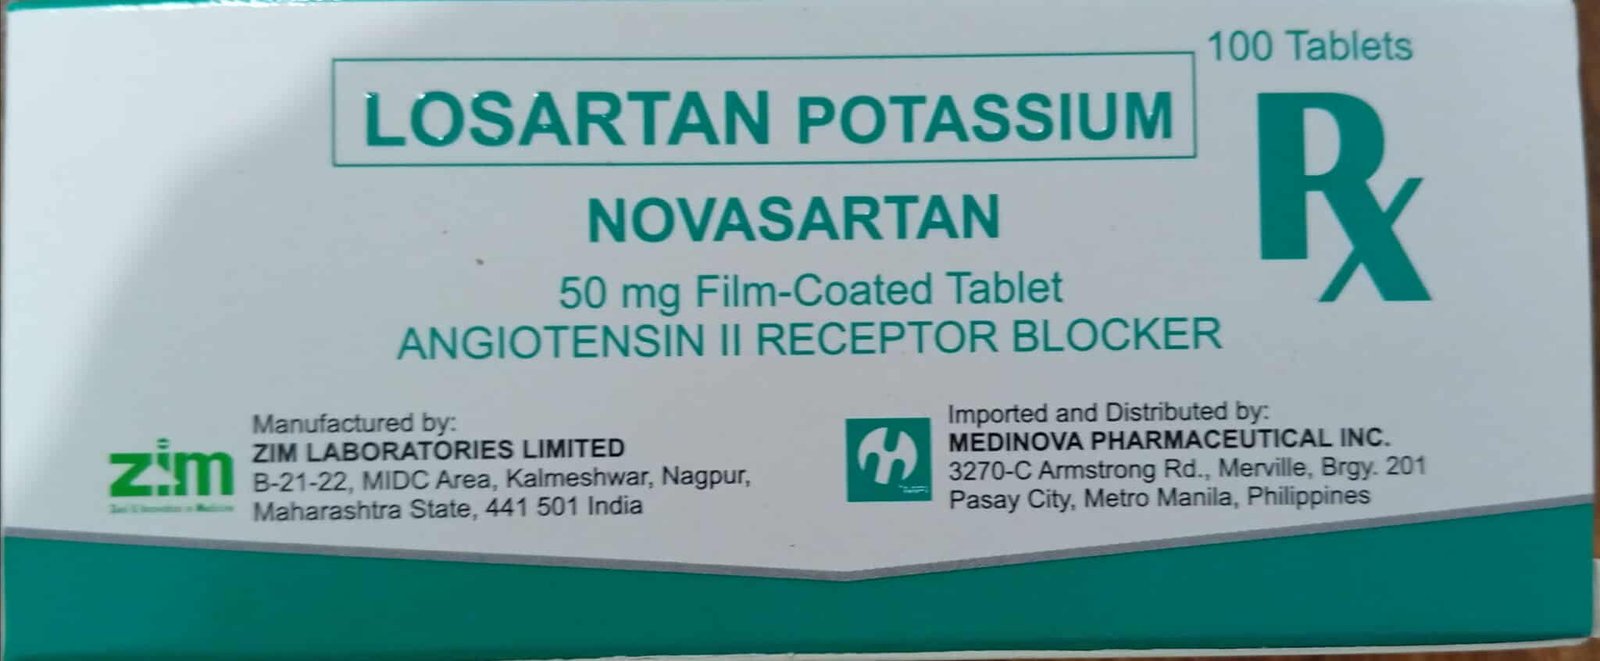 100 Tablets
LOSARTAN POTASSIUM
Rx
NOVASARTAN
50 mg Film-Coated Tablet
ANGIOTENSIN II RECEPTOR BLOCKER
zim
Manufactured by:
ZIM LABORATORIES LIMITED
B-21-22, MIDC Area, Kalmeshwar, Nagpur,
Maharashtra State, 441 501 India
Imported and Distributed by:
MEDINOVA PHARMACEUTICAL INC.
3270-C Armstrong Rd., Merville, Brgy. 201
Pasay City, Metro Manila, Philippines